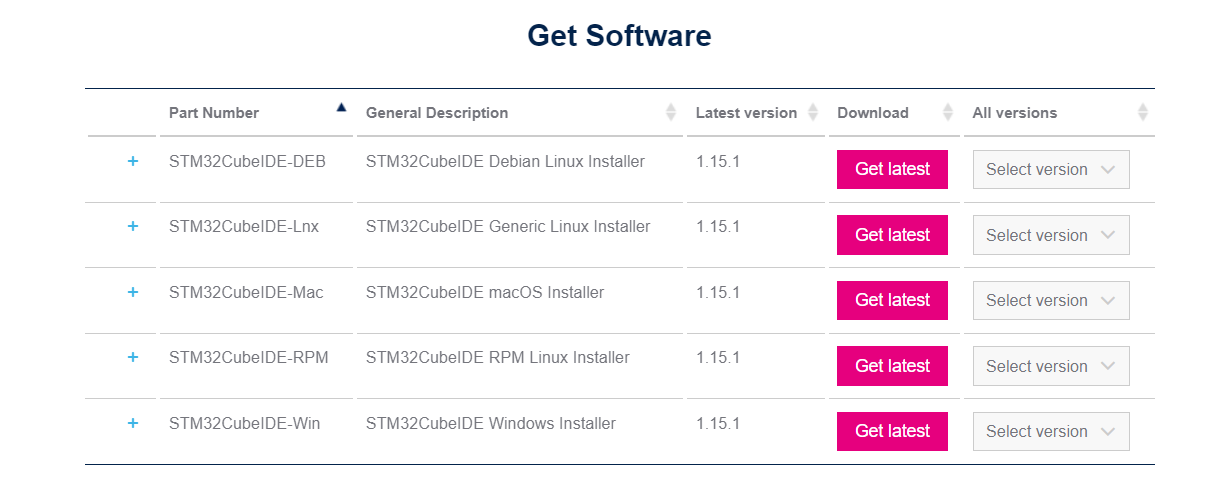 Get Software
Part Number General Description Latest version Download All versions
+ STM32CubeIDE-DEB STM32CubeIDE Debian Linux Installer 1.15.1 Get latest Select version
+ STM32CubeIDE-Lnx STM32CubeIDE Generic Linux Installer 1.15.1 Get latest Select version
+ STM32CubeIDE-Mac STM32CubeIDE macOS Installer 1.15.1 Get latest Select version
+ STM32CubeIDE-RPM STM32CubeIDE RPM Linux Installer 1.15.1 Get latest Select version
+ STM32CubeIDE-Win STM32CubeIDE Windows Installer 1.15.1 Get latest Select version